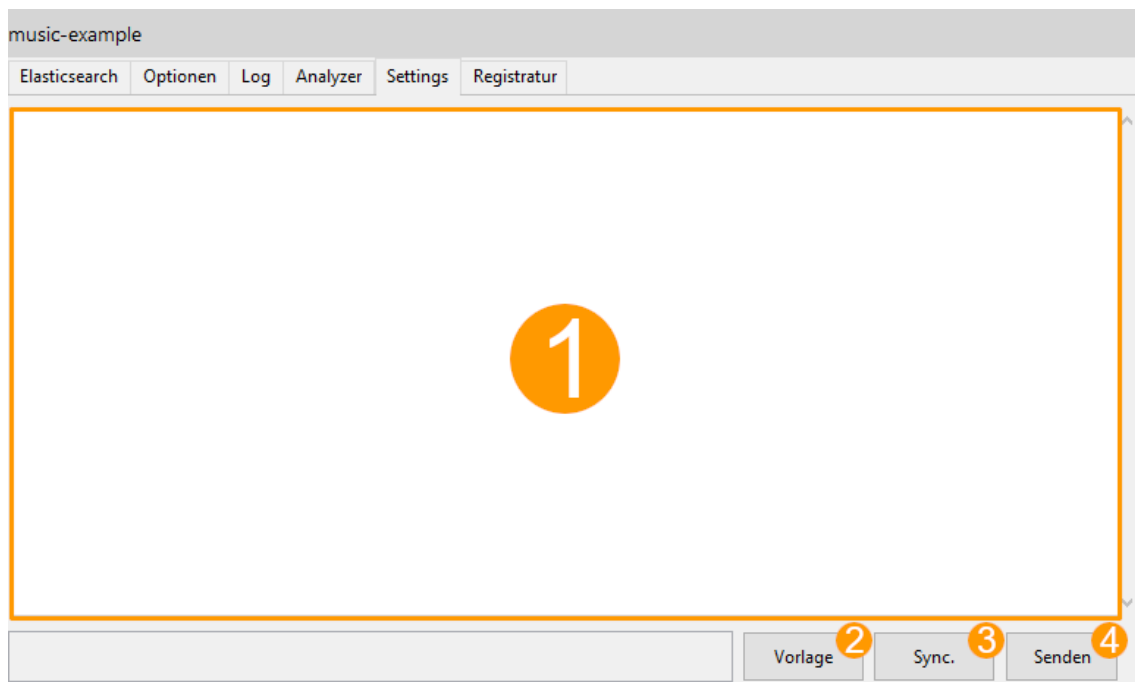 music-example
Elasticsearch Optionen Log Analyzer Settings Registratur
1
Vorlage 2 Sync. 3 Senden 4